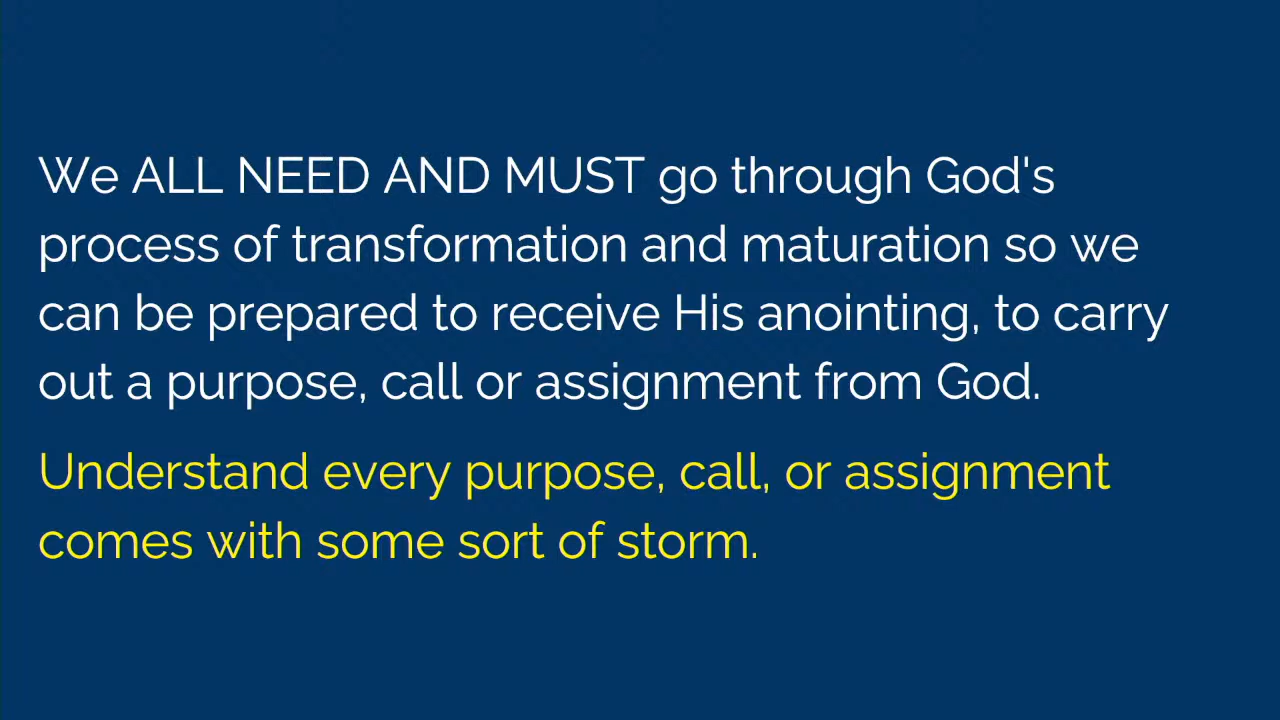 We ALL NEED AND MUST go through God's
process of transformation and maturation so we
can be prepared to receive His anointing, to carry
out a purpose, call or assignment from God.
Understand every purpose, call, or assignment
comes with some sort of storm.